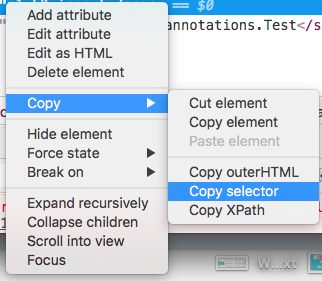 == $0
Add attribute
Edit attribute
annotations.Test</s
Edit as HTML
Delete element
Copy
Cut element
Copy element
Paste element
Copy outerHTML
Copy selector
Copy XPath
Hide element
Force state
Break on
Expand recursively
Collapse children
Scroll into view
Focus
W...xt